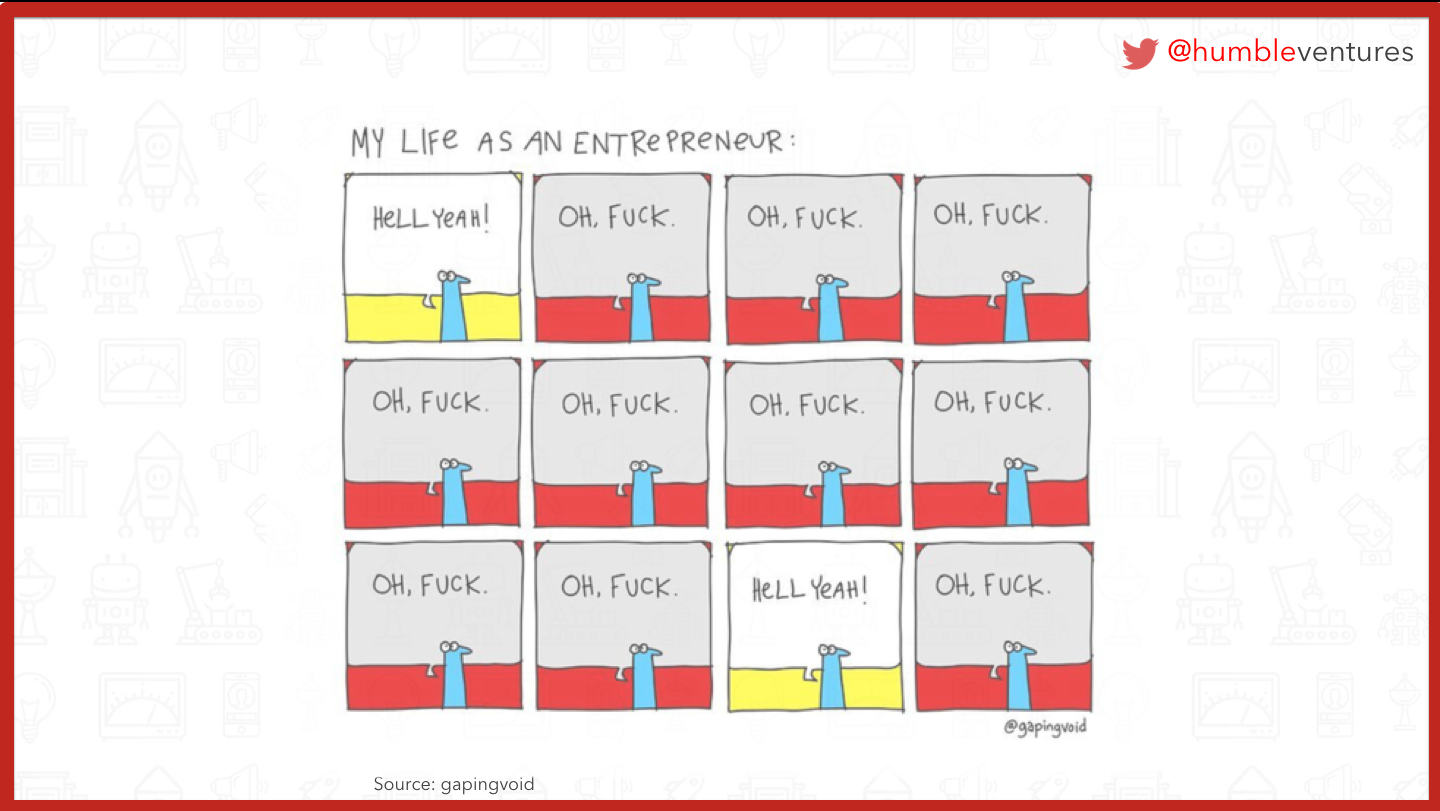 @humbleventures
MY LIFE AS AN ENTREPRENEUR:
HELL YEAH!
OH, FUCK.
OH, FUCK.
OH, FUCK.
OH, FUCK.
OH, FUCK.
OH, FUCK.
OH, FUCK.
OH, FUCK.
OH, FUCK.
HELL YEAH!
OH, FUCK.
@gapingvoid
Source: gapingvoid